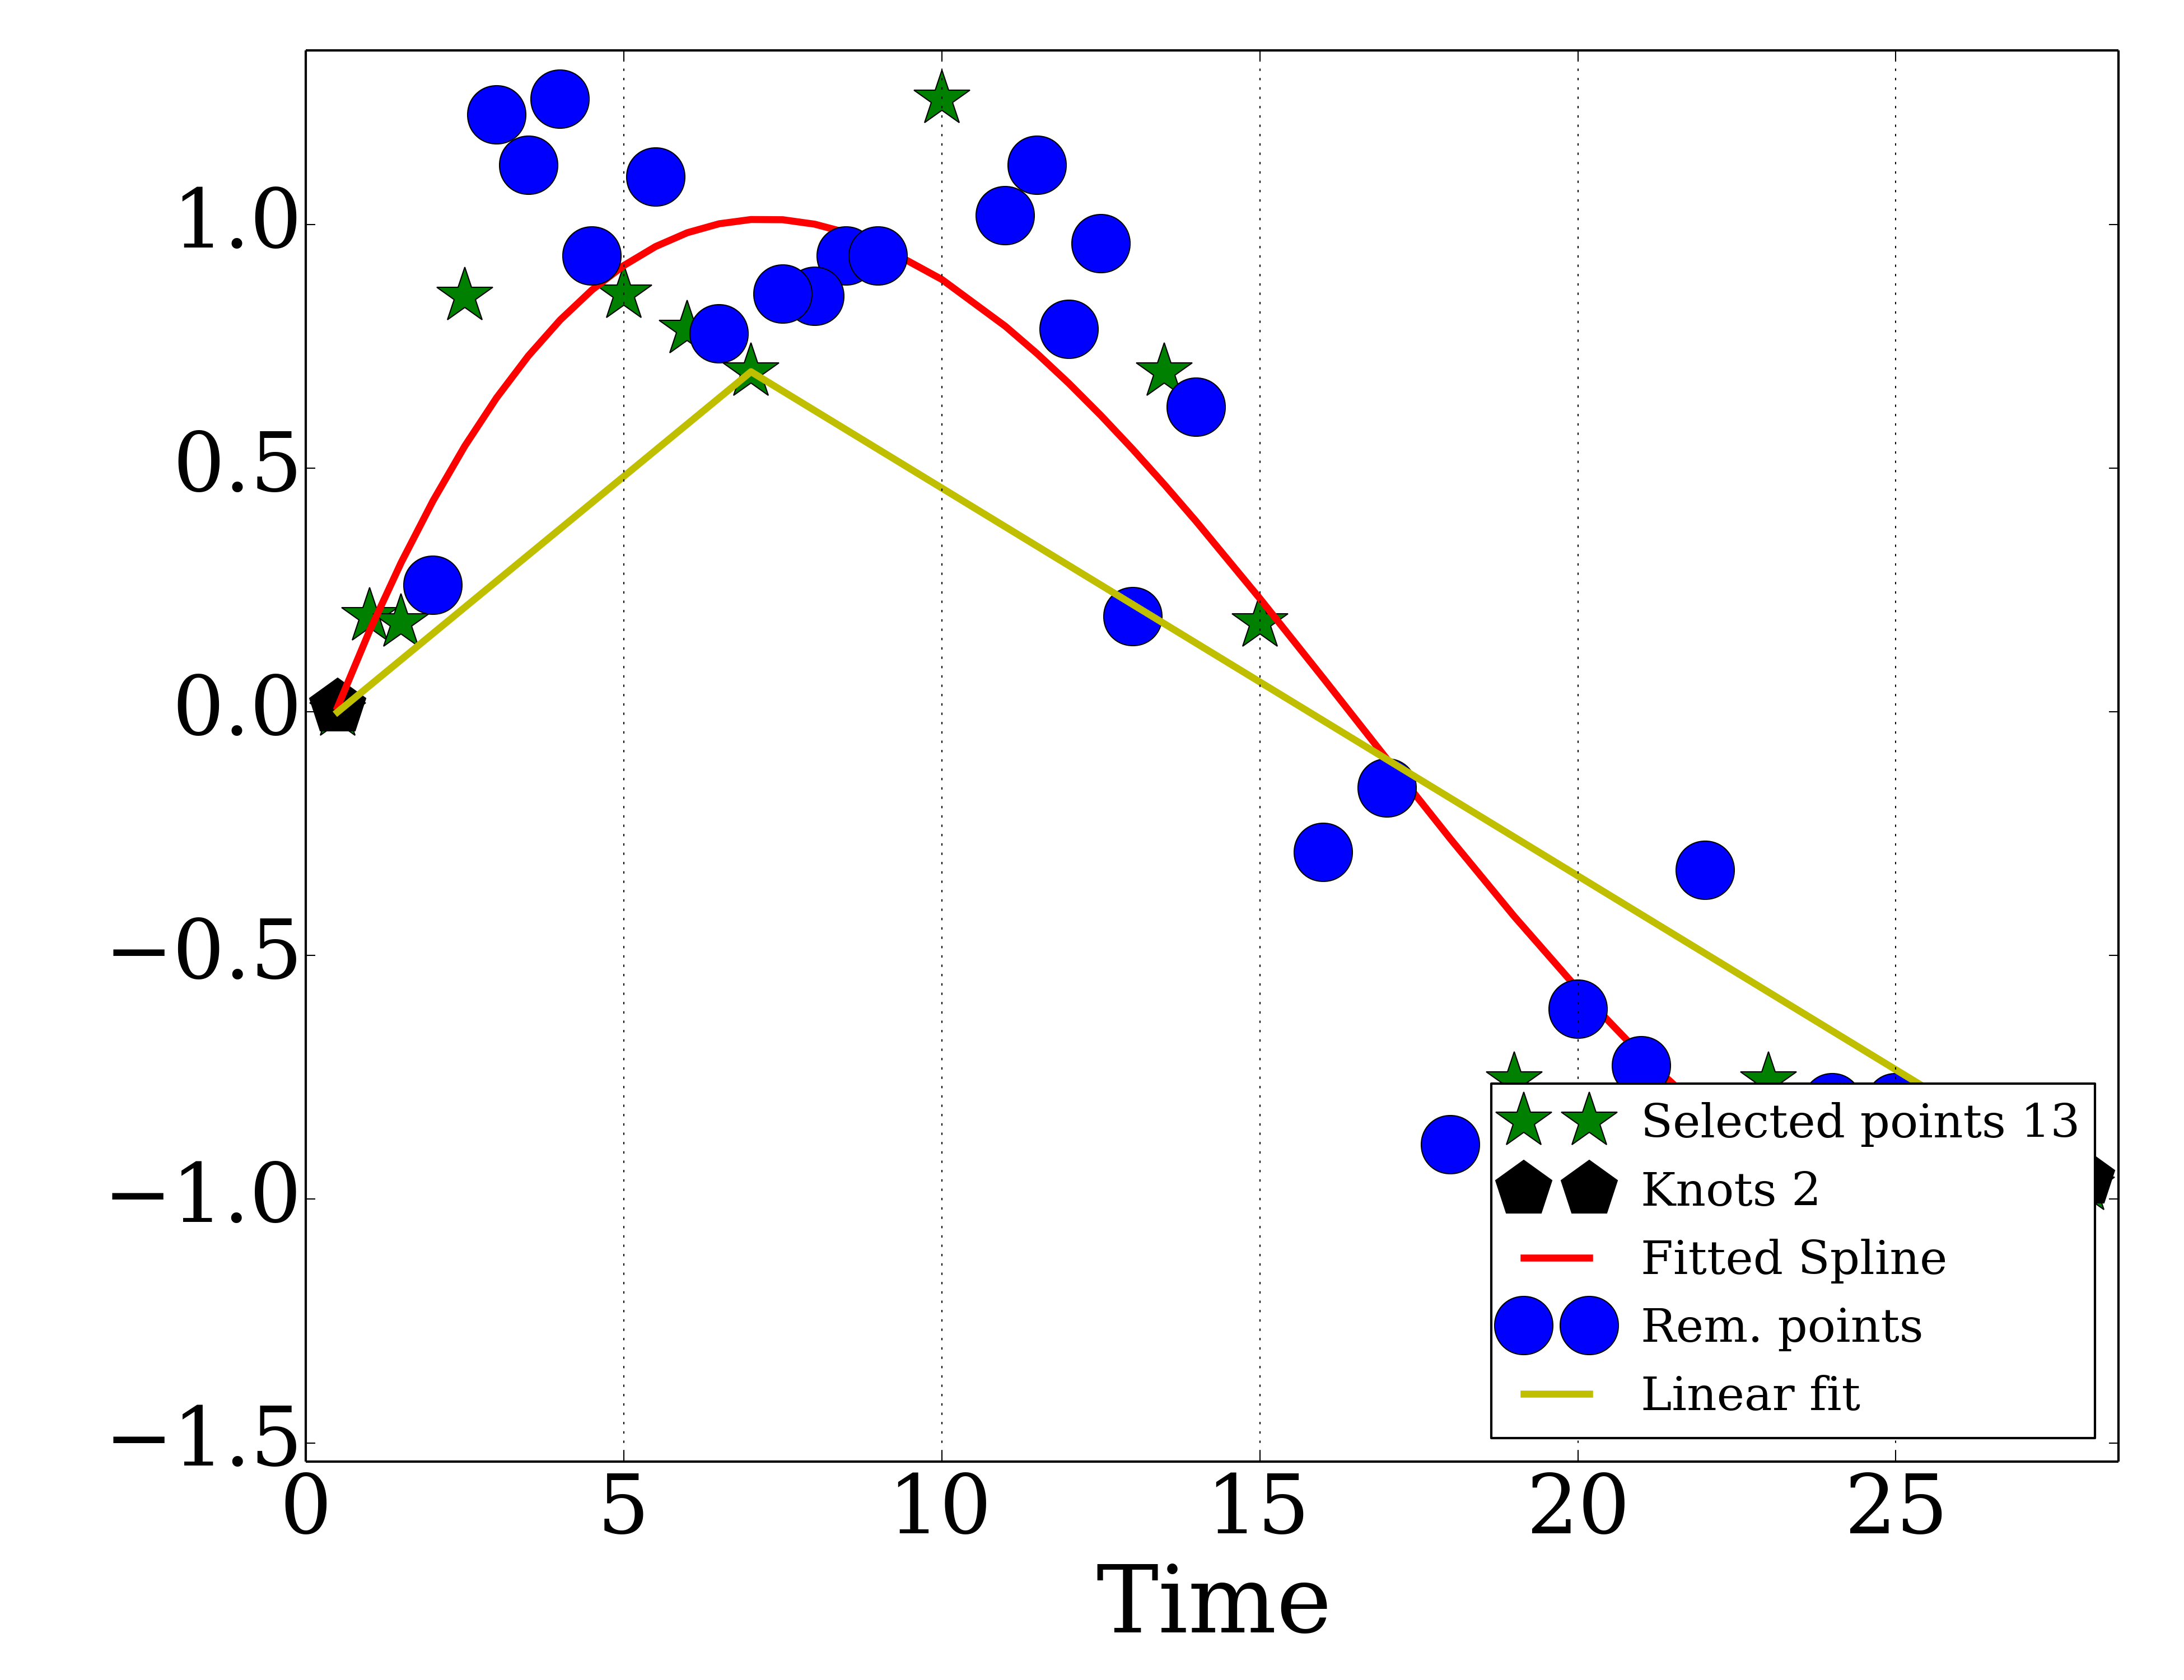 1.0
0.5
0.0
−0.5
−1.0
−1.5
0 5 10 15 20 25
Time
Selected points 13
Knots 2
Fitted Spline
Rem. points
Linear fit